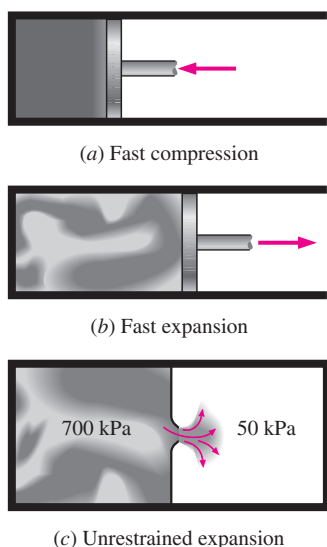 (a) Fast compression
(b) Fast expansion
700 kPa 50 kPa
(c) Unrestrained expansion